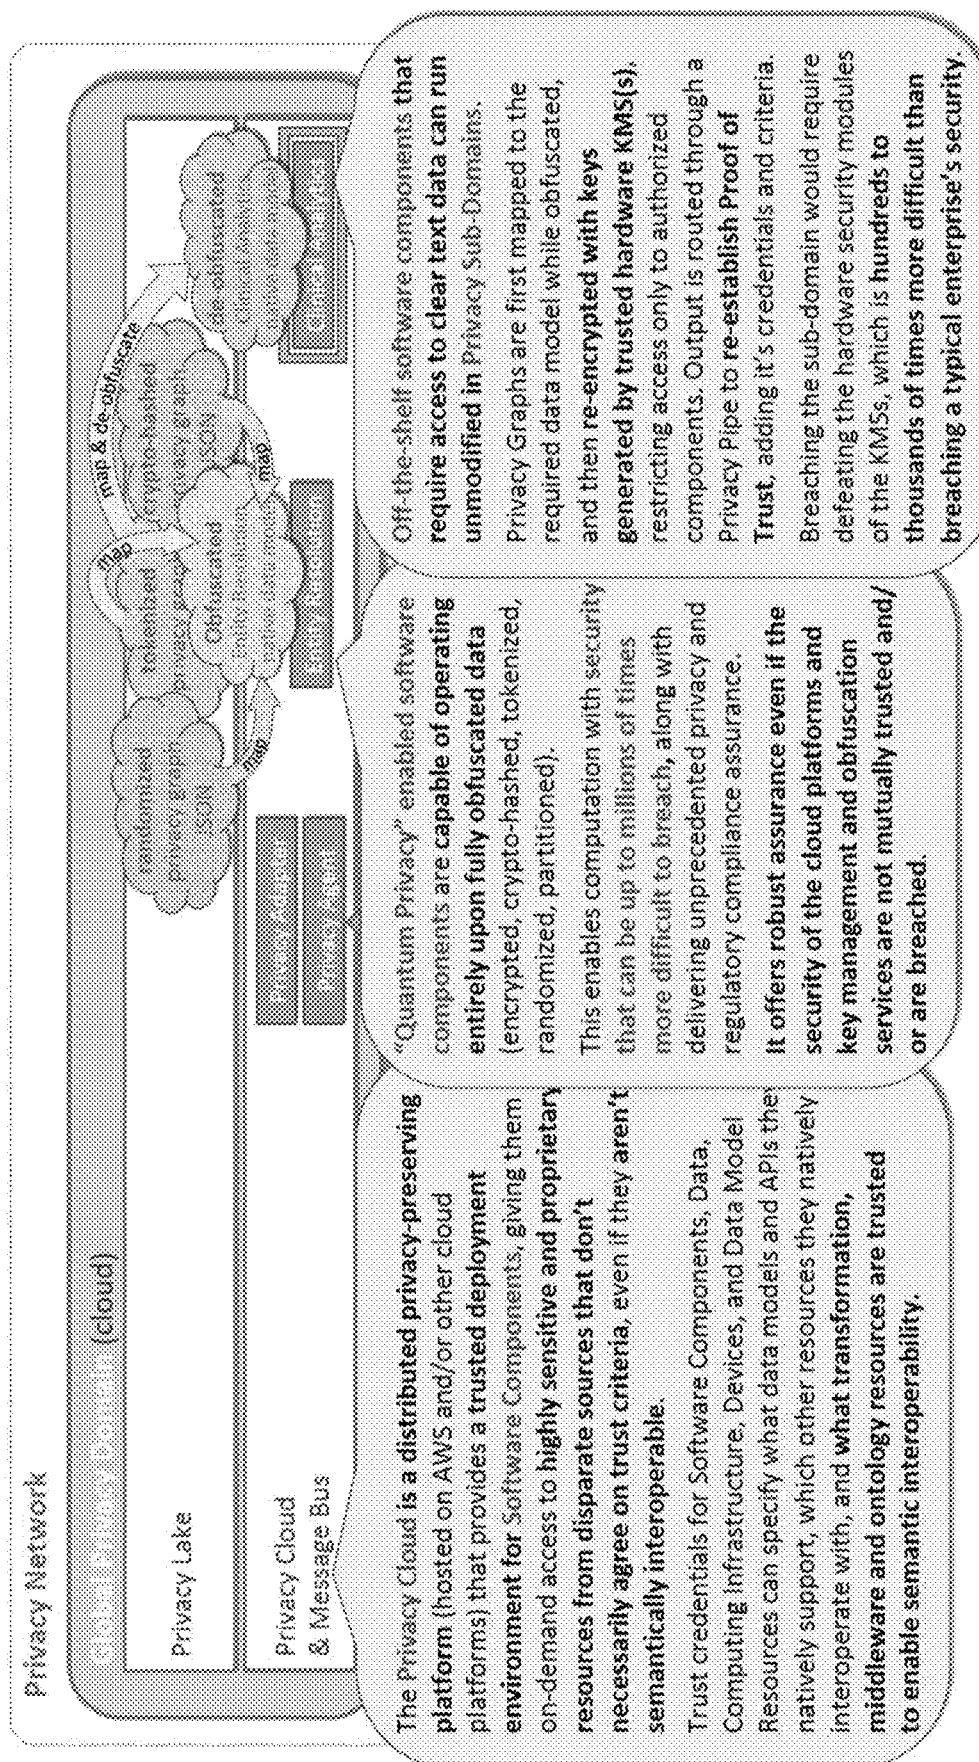 Privacy Network
(cloud)
Privacy Lake
Privacy Cloud
& Message Bus
randomized
privacy graph
map
tokenized
map
Obfuscated
map & de-obfuscate
crypto-hashed
privacy graph
map
The Privacy Cloud is a distributed privacy-preserving
platform (hosted on AWS and/or other cloud
platforms) that provides a trusted deployment
environment for Software Components, giving them
on-demand access to highly sensitive and proprietary
resources from disparate sources that don't
necessarily agree on trust criteria, even if they aren't
semantically interoperable.
Trust credentials for Software Components, Data,
Computing Infrastructure, Devices, and Data Model
Resources can specify what data models and APIs they
natively support, which other resources they natively
interoperate with, and what transformation,
middleware and ontology resources are trusted
to enable semantic interoperability.
"Quantum Privacy" enabled software
components are capable of operating
entirely upon fully obfuscated data
(encrypted, crypto-hashed, tokenized,
randomized, partitioned).
This enables computation with security
that can be up to millions of times
more difficult to breach, along with
delivering unprecedented privacy and
regulatory compliance assurance.
It offers robust assurance even if the
security of the cloud platforms and
key management and obfuscation
services are not mutually trusted and/
or are breached.
Off-the-shelf software components that
require access to clear text data can run
unmodified in Privacy Sub-Domains.
Privacy Graphs are first mapped to the
required data model while obfuscated,
and then re-encrypted with keys
generated by trusted hardware KMS(s),
restricting access only to authorized
components. Output is routed through a
Privacy Pipe to re-establish Proof of
Trust, adding it's credentials and criteria.
Breaching the sub-domain would require
defeating the hardware security modules
of the KMSs, which is hundreds to
thousands of times more difficult than
breaching a typical enterprise's security.